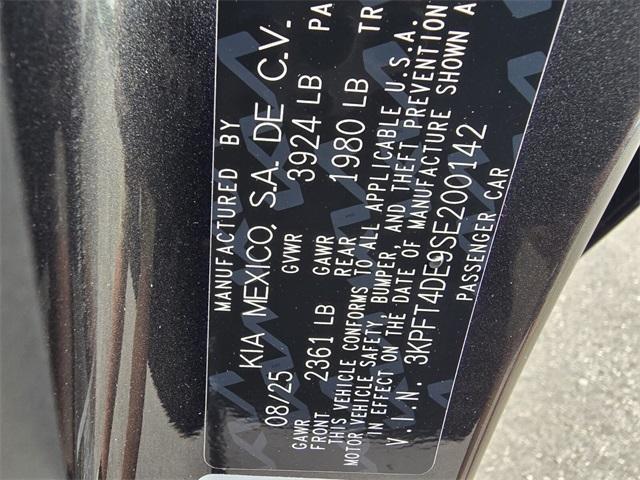 MANUFACTURED BY
KIA MEXICO, S.A. DE C.V.
08/25 GVWR 3924 LB PA
GAWR FRONT 2361 LB GAWR REAR 1980 LB TR
THIS VEHICLE CONFORMS TO ALL APPLICABLE U.S.A.
MOTOR VEHICLE SAFETY, BUMPER, AND THEFT PREVENTION
IN EFFECT ON THE DATE OF MANUFACTURE SHOWN A
V.I.N. 3KPFT4DE9SE200142
PASSENGER CAR